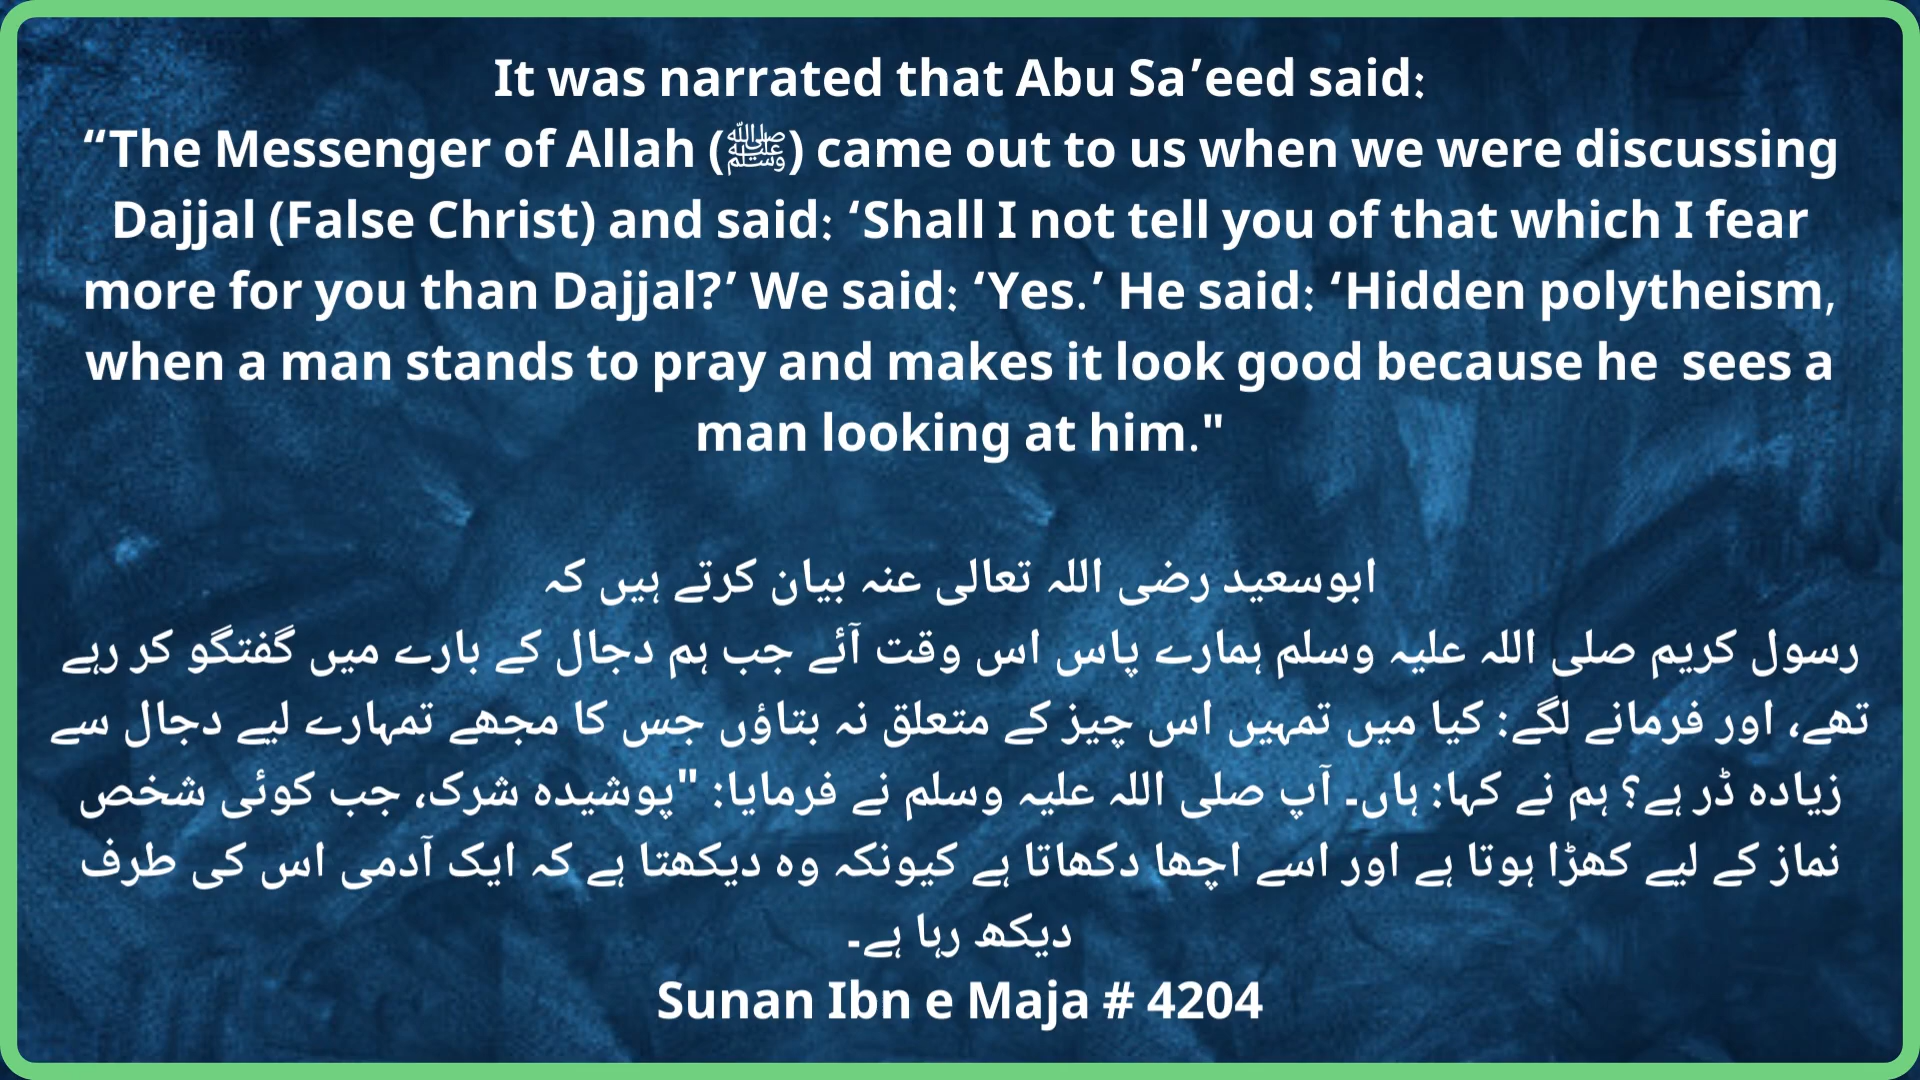 It was narrated that Abu Sa’eed said:
“The Messenger of Allah (ﷺ) came out to us when we were discussing
Dajjal (False Christ) and said: ‘Shall I not tell you of that which I fear
more for you than Dajjal?’ We said: ‘Yes.’ He said: ‘Hidden polytheism,
when a man stands to pray and makes it look good because he  sees a
man looking at him."
ابوسعید رضی اللہ تعالی عنہ بیان کرتے ہیں کہ
رسول کریم صلی اللہ علیہ وسلم ہمارے پاس اس وقت آئے جب ہم دجال کے بارے میں گفتگو کر رہے
تھے، اور فرمانے لگے: کیا میں تمہیں اس چیز کے متعلق نہ بتاؤں جس کا مجھے تمہارے لیے دجال سے
زیادہ ڈر ہے؟ ہم نے کہا: ہاں۔ آپ صلی اللہ علیہ وسلم نے فرمایا: "پوشیدہ شرک، جب کوئی شخص
نماز کے لیے کھڑا ہوتا ہے اور اسے اچھا دکھاتا ہے کیونکہ وہ دیکھتا ہے کہ ایک آدمی اس کی طرف
دیکھ رہا ہے۔
Sunan Ibn e Maja # 4204